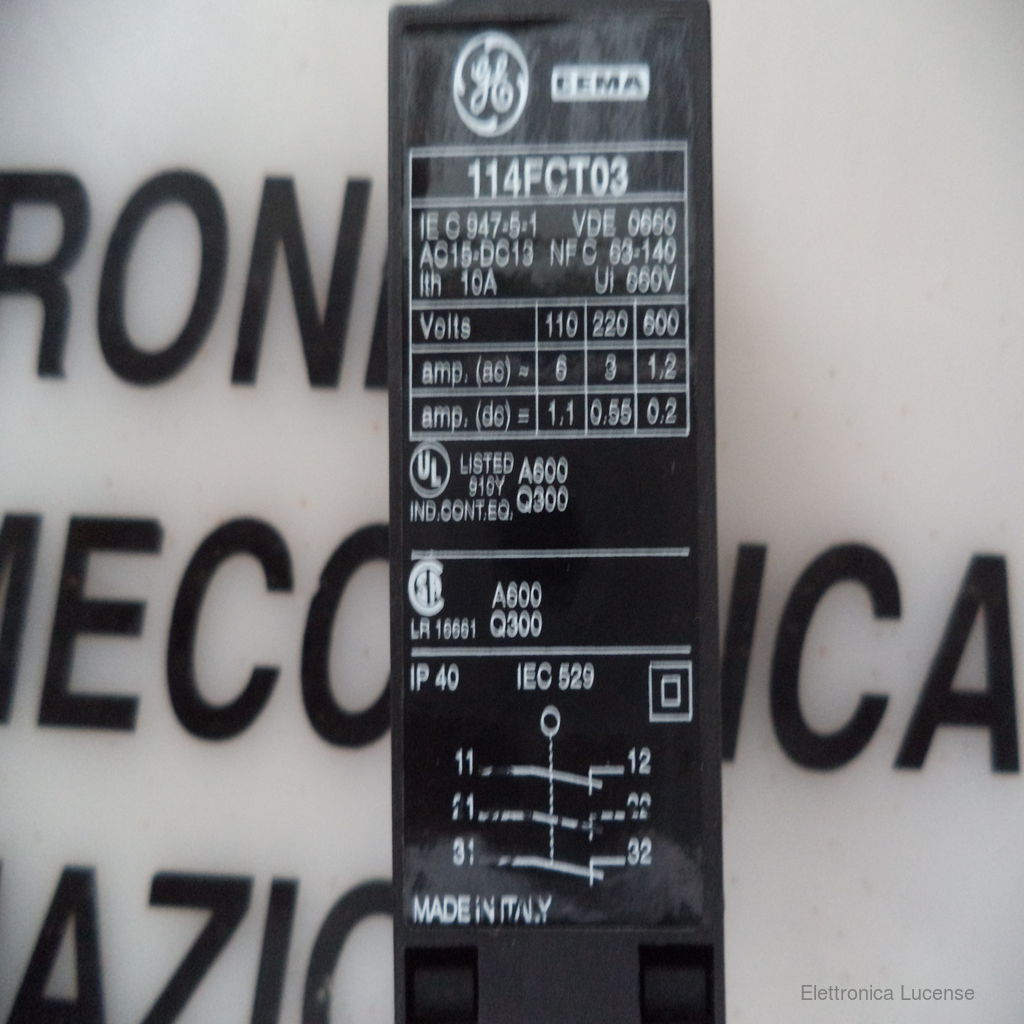 GE
GEMA
114FCT03
IEC 947-5-1 VDE 0660
AC15-DC13 NFC 63-140
Ith 10A Ui 660V
Volts 110 220 600
amp. (ac) ≈ 6 3 1,2
amp. (dc) = 1,1 0,55 0,2
UL LISTED A600
910Y Q300
IND.CONT.EQ.
RONI
A600
LR 16661 Q300
MECCANICA
IP 40 IEC 529
11 12
21 22
31 32
MADE IN ITALY
AZIO
Elettronica Lucense